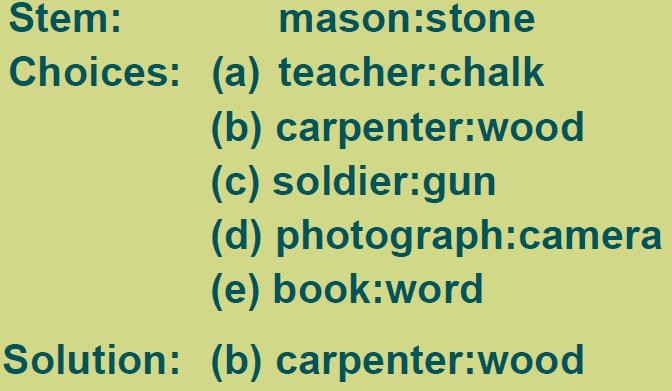 Stem: mason:stone
Choices: (a) teacher:chalk
(b) carpenter:wood
(c) soldier:gun
(d) photograph:camera
(e) book:word
Solution: (b) carpenter:wood